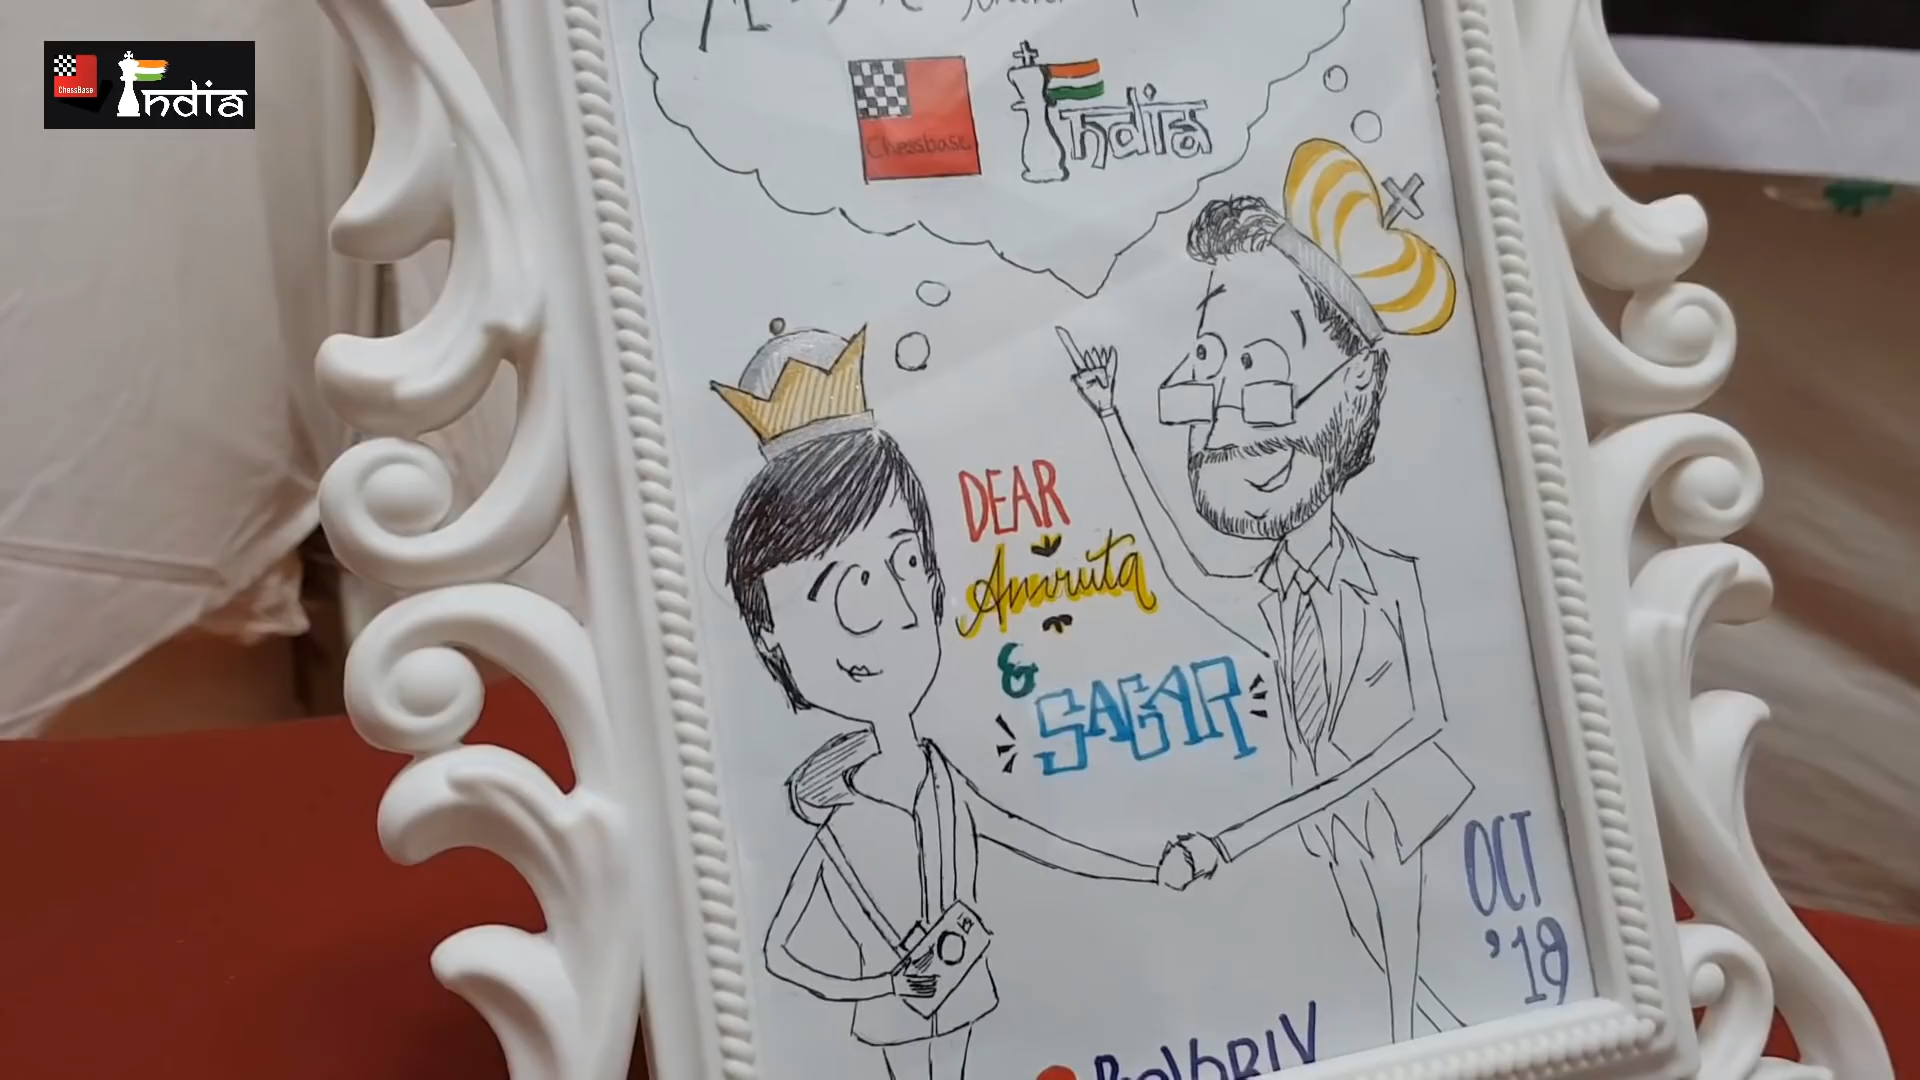 ChessBase
India
Chessbase
India
DEAR
Amruta
&
SAGAR
OCT
'19